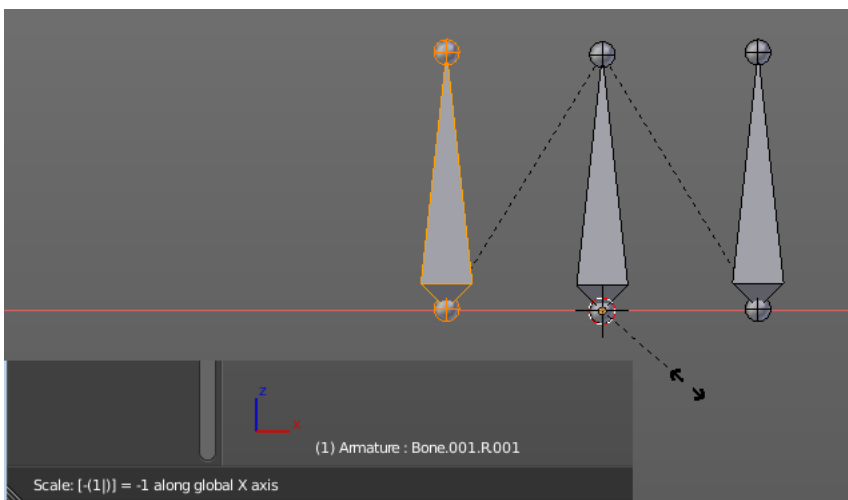 z
x
(1) Armature : Bone.001.R.001
Scale: [-(1|)] = -1 along global X axis